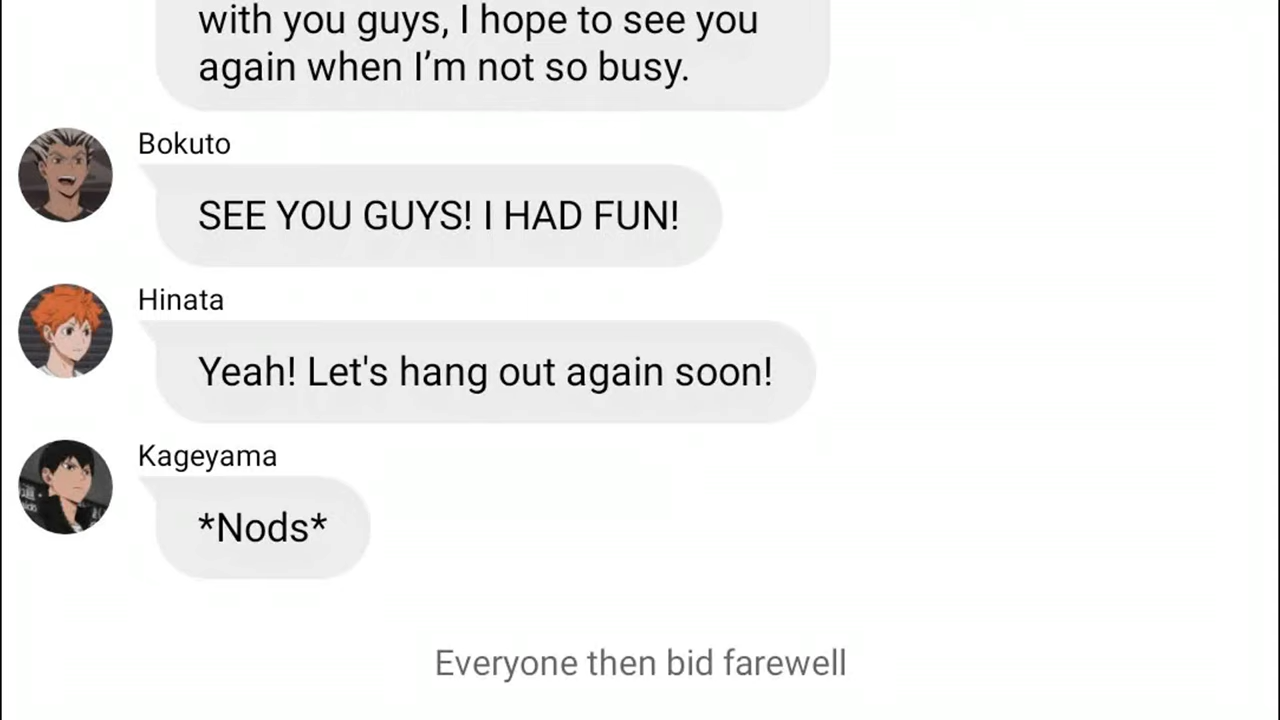 with you guys, I hope to see you
again when I’m not so busy.
Bokuto
SEE YOU GUYS! I HAD FUN!
Hinata
Yeah! Let's hang out again soon!
Kageyama
*Nods*
Everyone then bid farewell